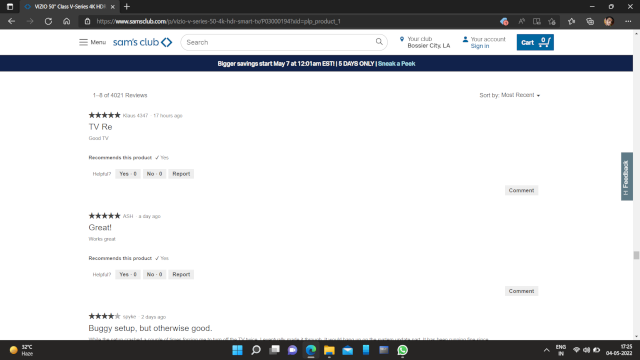 VIZIO 50" Class V-Series 4K HDR
https://www.samsclub.com/p/vizio-v-series-50-4k-hdr-smart-tv/P03000194?xid=plp_product_1
Menu
sam's club
Search
Your club
Bossier City, LA
Your account
Sign in
Cart 0
Bigger savings start May 7 at 12:01am EST! | 5 DAYS ONLY | Sneak a Peek
1–8 of 4021 Reviews
Sort by: Most Recent
Klaus 4347 · 17 hours ago
TV Re
Good TV
Recommends this product ✓ Yes
Helpful? Yes · 0 No · 0 Report
Comment
Feedback
ASH · a day ago
Great!
Works great
Recommends this product ✓ Yes
Helpful? Yes · 0 No · 0 Report
Comment
spyker · 2 days ago
Buggy setup, but otherwise good.
32°C
Haze
ENG
IN
17:25
04-05-2022